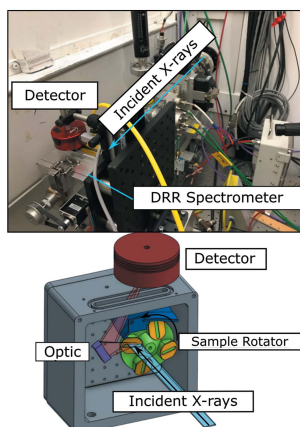 Detector
Incident X-rays
DRR Spectrometer
Detector
Optic
Sample Rotator
Incident X-rays